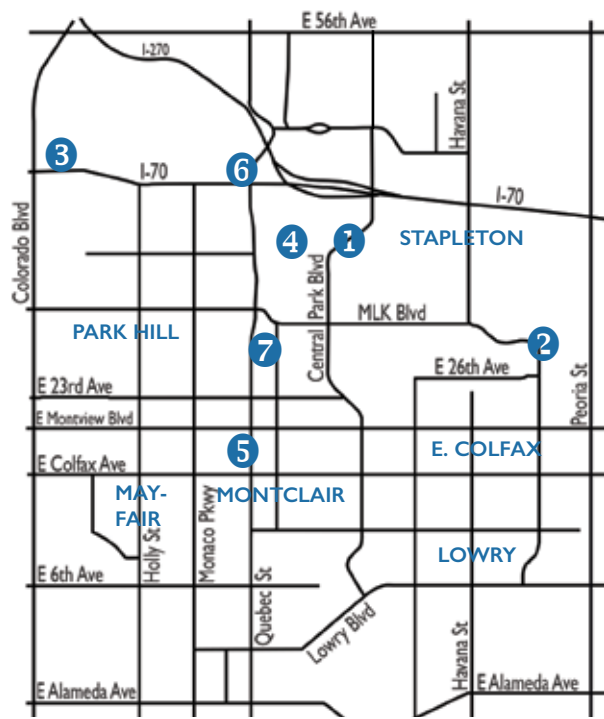 E 56th Ave
I-270
Havana St
3
I-70
6
I-70
Colorado Blvd
4
1
STAPLETON
Central Park Blvd
MLK Blvd
PARK HILL
7
2
E 26th Ave
Peoria St
E 23rd Ave
E Montview Blvd
5
E. COLFAX
E Colfax Ave
MAY-
FAIR
MONTCLAIR
Holly St
Monaco Pkwy
LOWRY
E 6th Ave
Quebec St
Lowry Blvd
Havana St
E Alameda Ave
E Alameda Ave